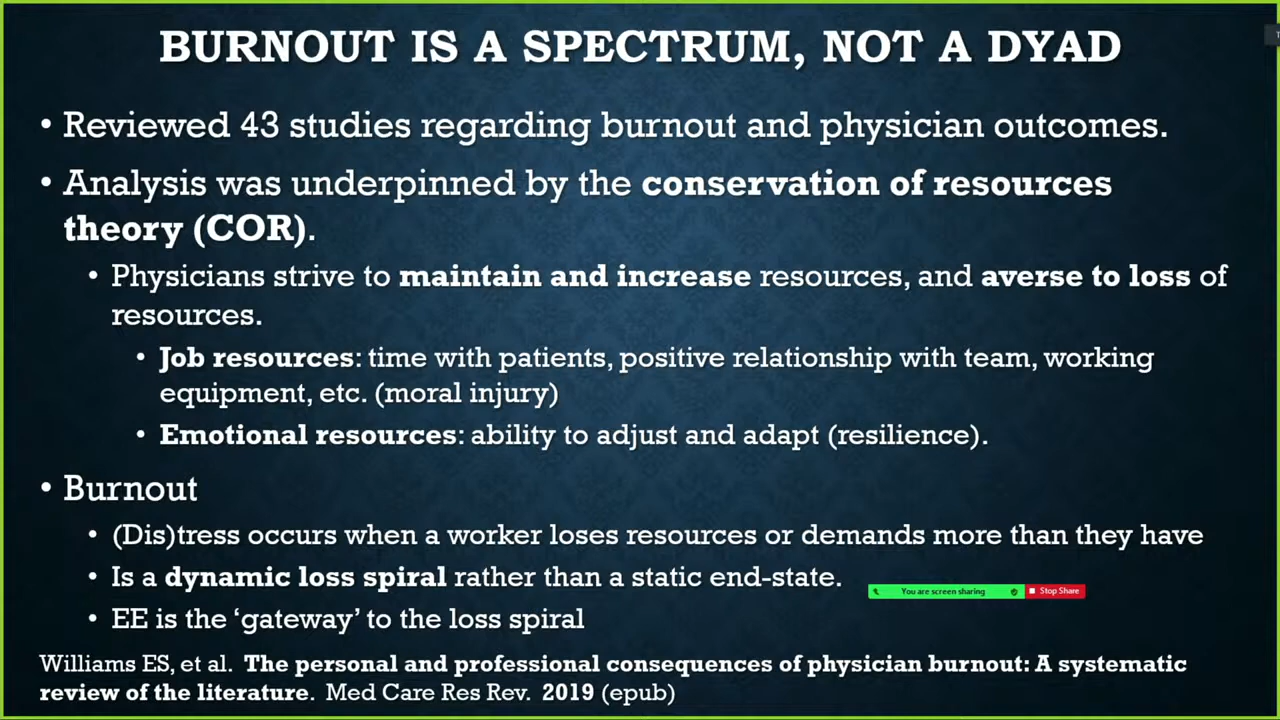 BURNOUT IS A SPECTRUM, NOT A DYAD
• Reviewed 43 studies regarding burnout and physician outcomes.
• Analysis was underpinned by the conservation of resources
theory (COR).
• Physicians strive to maintain and increase resources, and averse to loss of
resources.
• Job resources: time with patients, positive relationship with team, working
equipment, etc. (moral injury)
• Emotional resources: ability to adjust and adapt (resilience).
• Burnout
• (Dis)tress occurs when a worker loses resources or demands more than they have
• Is a dynamic loss spiral rather than a static end-state.
You are screen sharing Stop Share
• EE is the ‘gateway’ to the loss spiral
Williams ES, et al. The personal and professional consequences of physician burnout: A systematic
review of the literature. Med Care Res Rev. 2019 (epub)